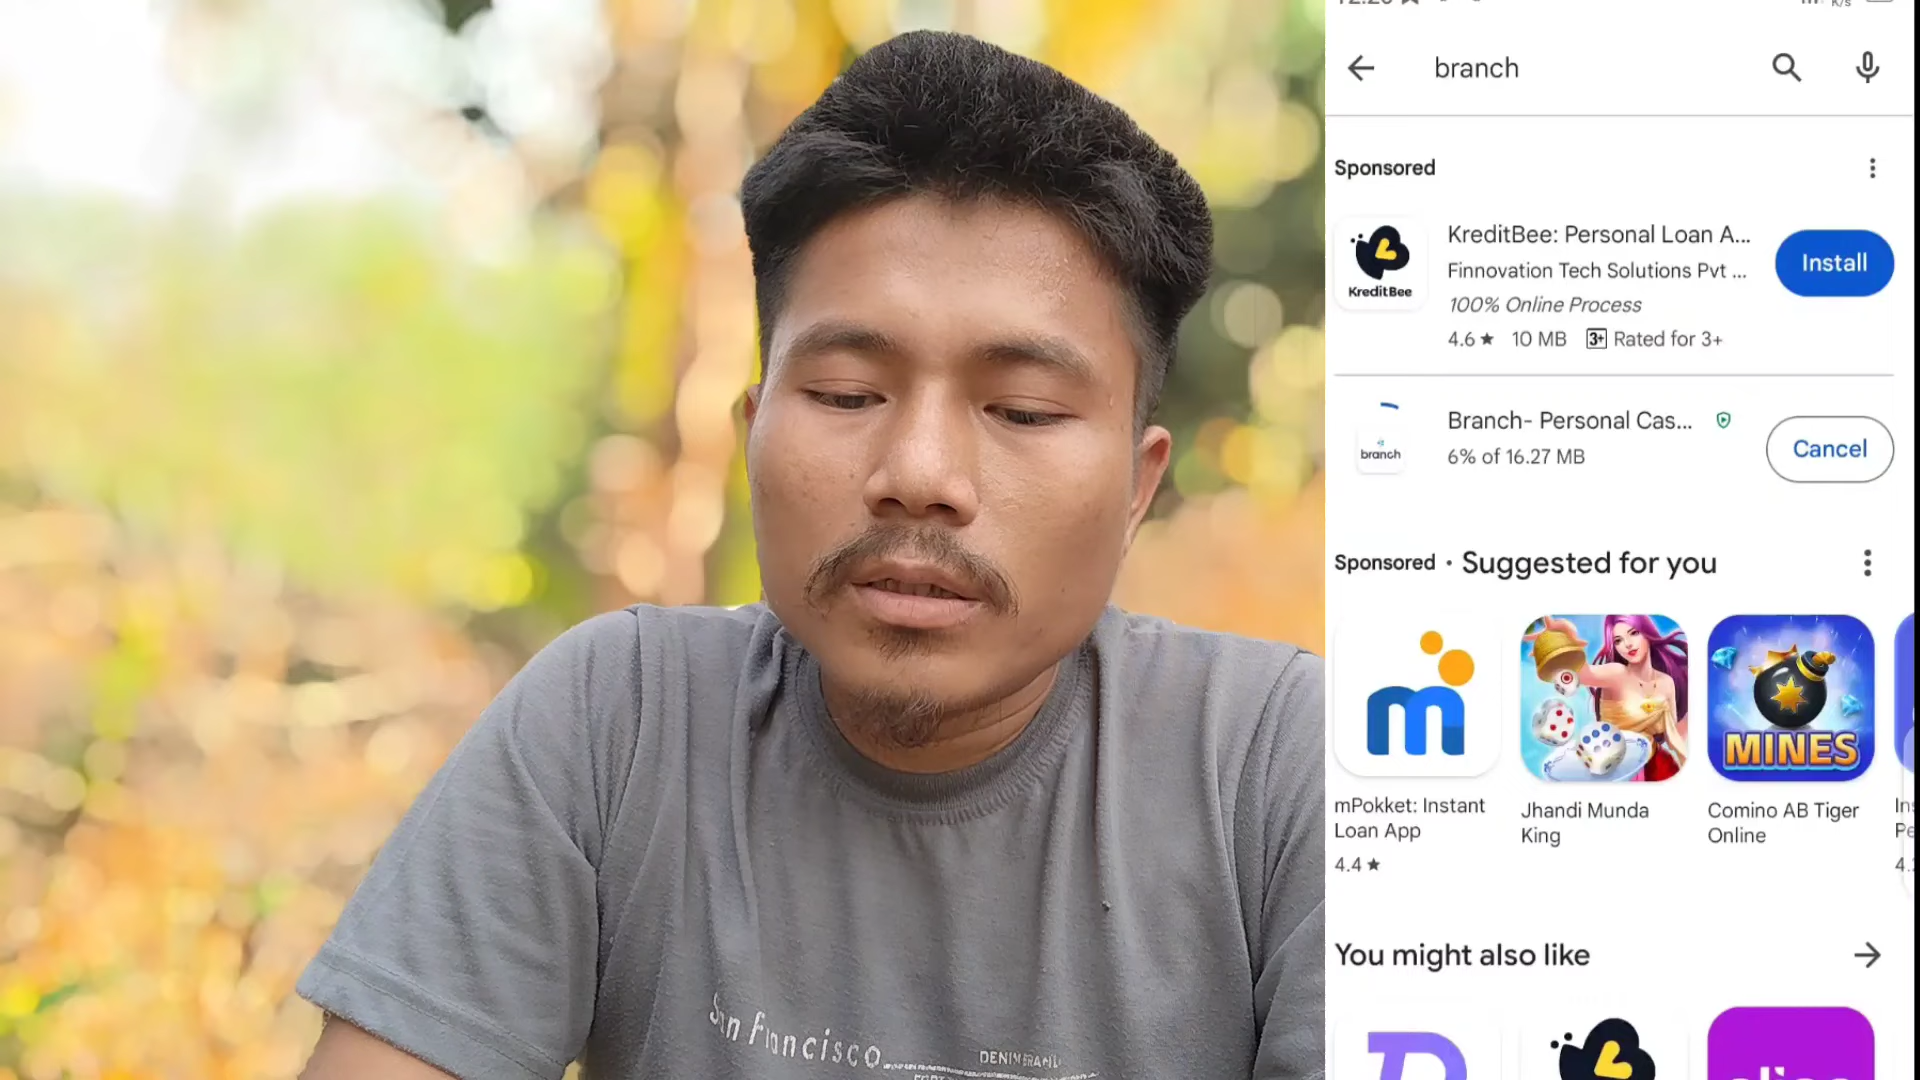 branch
Sponsored
KreditBee: Personal Loan A...
Finnovation Tech Solutions Pvt ...
100% Online Process
4.6 ★ 10 MB 3+ Rated for 3+
Install
KreditBee
Branch- Personal Cas...
6% of 16.27 MB
Cancel
branch
Sponsored • Suggested for you
MINES
mPokket: Instant
Loan App
4.4 ★
Jhandi Munda
King
Comino AB Tiger
Online
You might also like
San Francisco